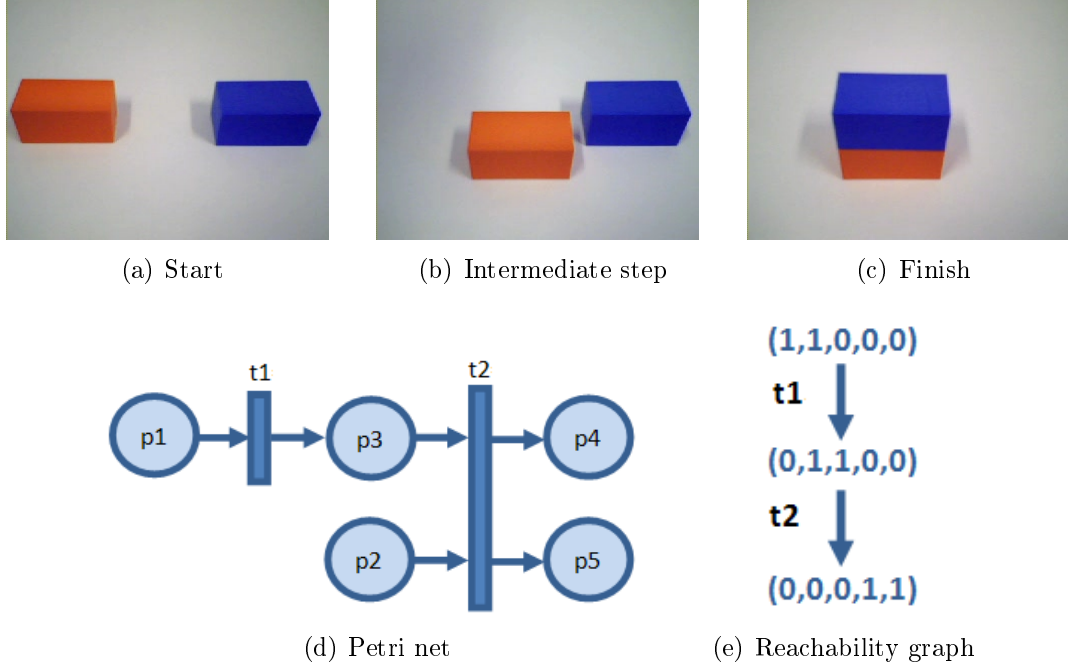 (a) Start
(b) Intermediate step
(c) Finish
t1
t2
p1
p3
p4
p2
p5
(d) Petri net
(1,1,0,0,0)
t1
(0,1,1,0,0)
t2
(0,0,0,1,1)
(e) Reachability graph